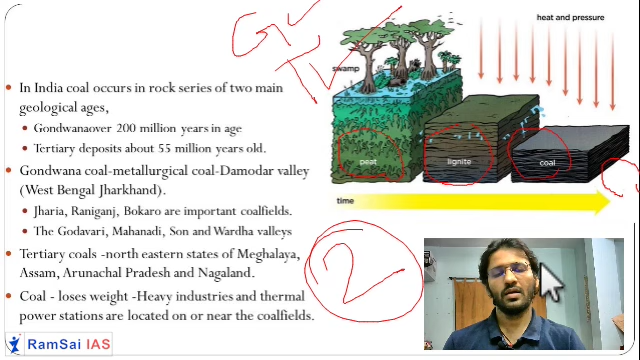 heat and pressure
swamp
peat
lignite
coal
time
In India coal occurs in rock series of two main
geological ages,
Gondwanaover 200 million years in age
Tertiary deposits about 55 million years old.
Gondwana coal-metallurgical coal-Damodar valley
(West Bengal Jharkhand).
Jharia, Raniganj, Bokaro are important coalfields.
The Godavari, Mahanadi, Son and Wardha valleys
Tertiary coals -north eastern states of Meghalaya,
Assam, Arunachal Pradesh and Nagaland.
Coal - loses weight -Heavy industries and thermal
power stations are located on or near the coalfields.
2
RamSai IAS